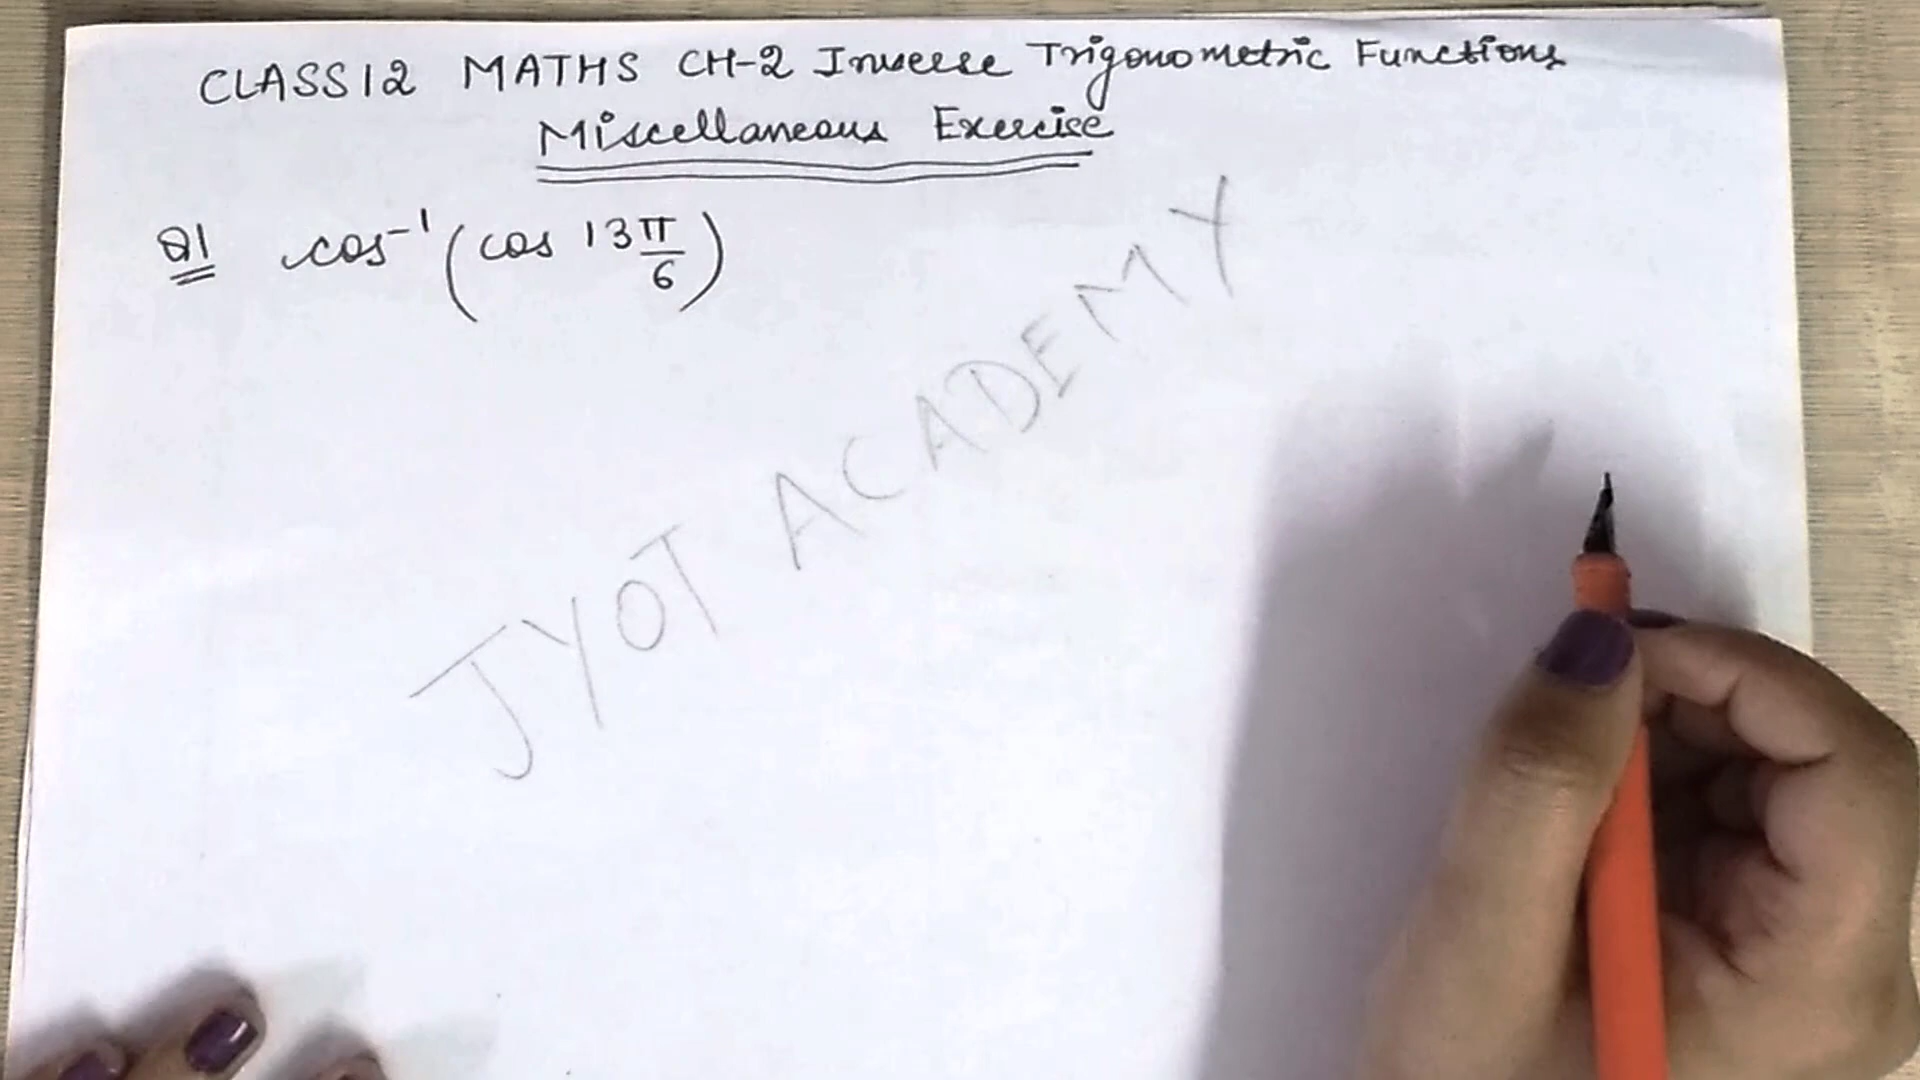 CLASS 12 MATHS CH-2 Inverse Trigonometric Functions
Miscellaneous Exercise
Q1 cos⁻¹(cos 13π/6)
JYOT ACADEMY